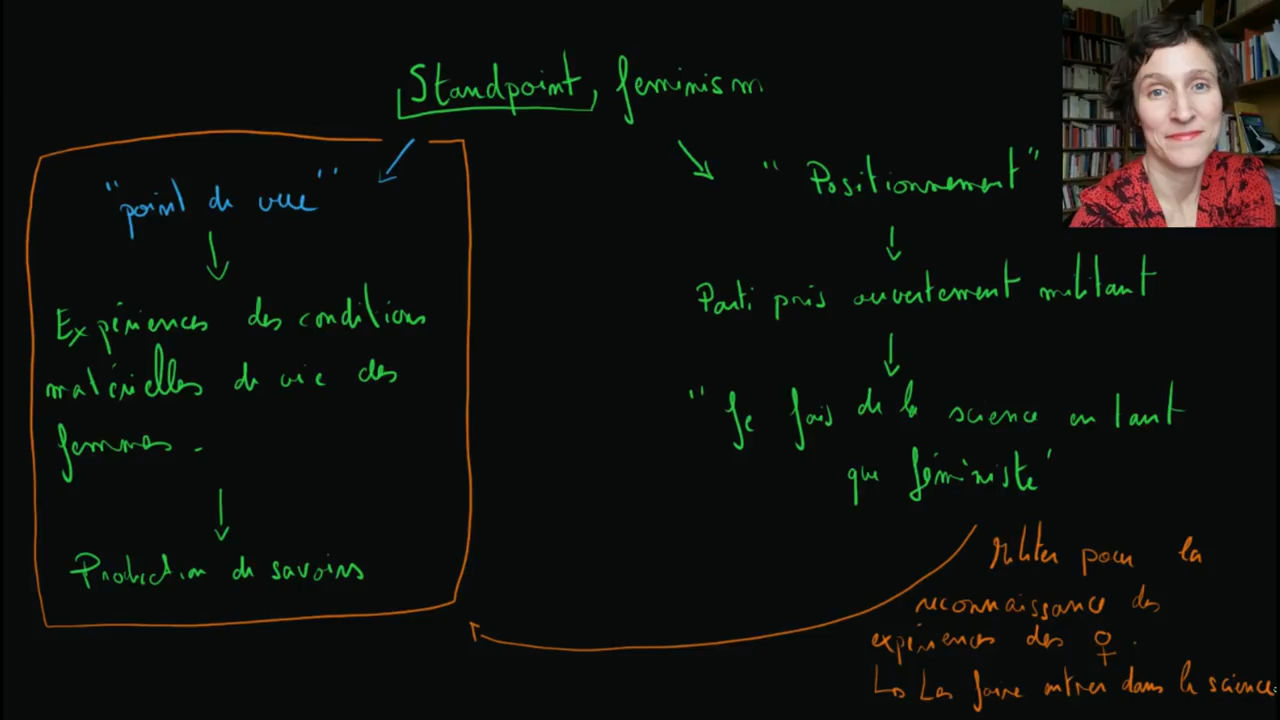 Standpoint, feminism
"point de vue"
Expériences des conditions
matérielles de vie des
femmes.
Production de savoirs
"Positionnement"
Parti pris ouvertement militant
"Je fais de la science en tant
que féministe"
Militer pour la
reconnaissance des
expériences des ♀.
↳ Les faire entrer dans la science